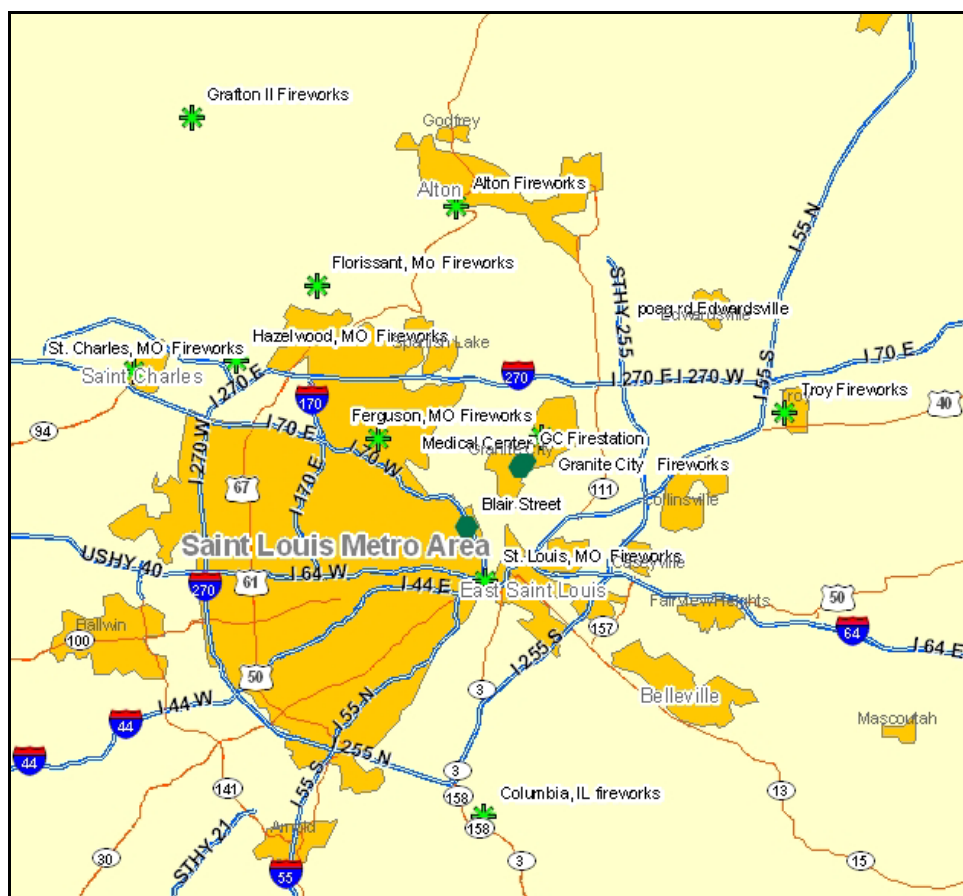 Grafton II Fireworks
Godfrey
Alton
Alton Fireworks
I 55 N
Florissant, Mo Fireworks
STHY 255
poag rd Edwardsville
Edwardsville
Hazelwood, MO Fireworks
St. Charles, MO Fireworks
Spanish Lake
Saint Charles
I 70 E
I 270 E
270
I 270 E
I 270 W
I 55 S
Troy Fireworks
Troy
170
40
94
I 70 E
Ferguson, MO Fireworks
I 270 W
I 70 W
Medical Center
GC Firestation
Granite City
Granite City Fireworks
67
I 170 E
111
Collinsville
Blair Street
Saint Louis Metro Area
USHY 40
St. Louis, MO Fireworks
Caseyville
I 64 W
270
61
I 44 E
East Saint Louis
Fairview Heights
50
Ballwin
100
157
64
I 64 E
50
I 255 S
3
Belleville
I 44 W
I 55 N
Mascoutah
44
44
I 255 N
3
13
141
I 55 S
158
Columbia, IL fireworks
158
Arnold
STHY 21
30
55
3
15